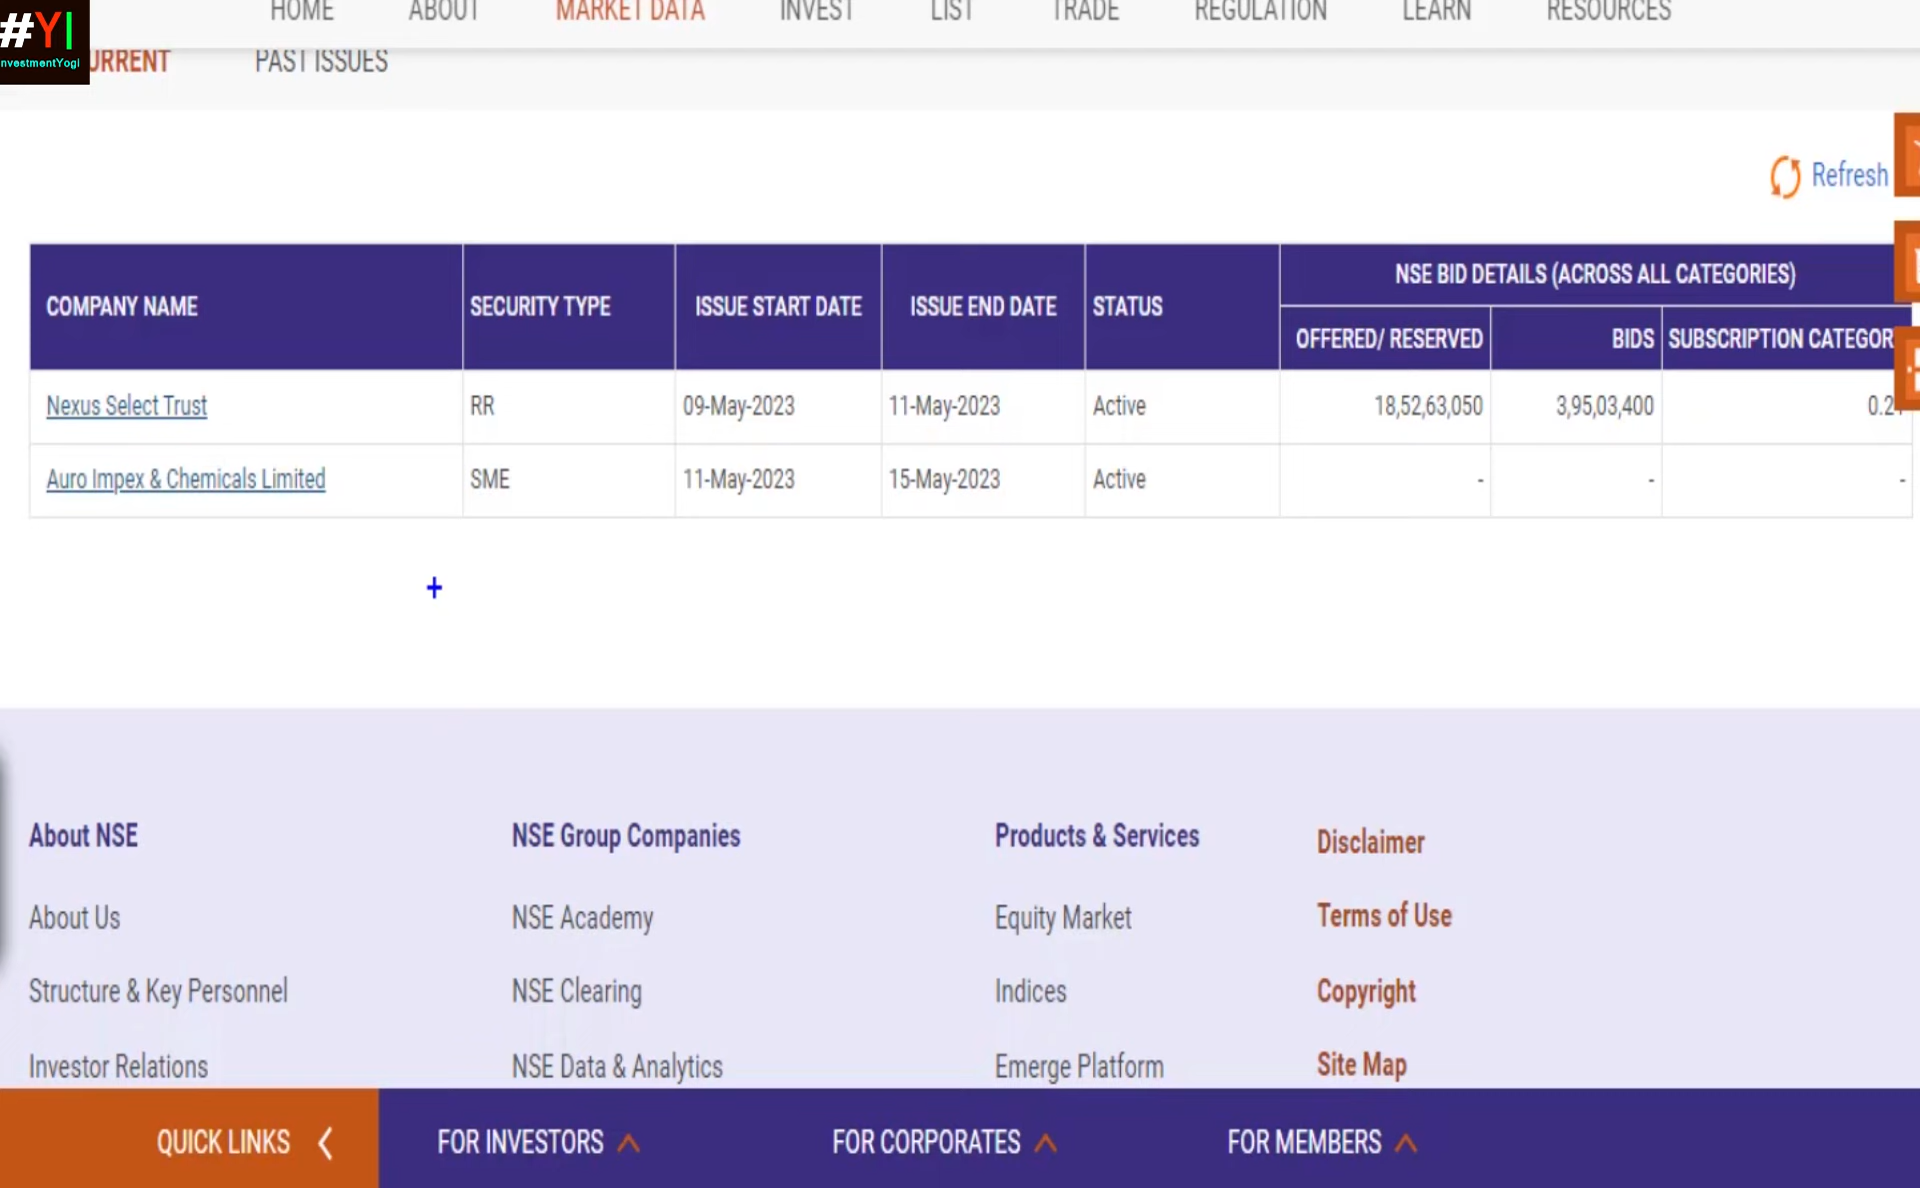 #YI
nvestmentYogi
HOME ABOUT MARKET DATA INVEST LIST TRADE REGULATION LEARN RESOURCES
URRENT PAST ISSUES
Refresh
COMPANY NAME SECURITY TYPE ISSUE START DATE ISSUE END DATE STATUS NSE BID DETAILS (ACROSS ALL CATEGORIES)
OFFERED/ RESERVED BIDS SUBSCRIPTION CATEGOR
Nexus Select Trust RR 09-May-2023 11-May-2023 Active 18,52,63,050 3,95,03,400
Auro Impex & Chemicals Limited SME 11-May-2023 15-May-2023 Active - - -
About NSE NSE Group Companies Products & Services Disclaimer
About Us NSE Academy Equity Market Terms of Use
Structure & Key Personnel NSE Clearing Indices Copyright
Investor Relations NSE Data & Analytics Emerge Platform Site Map
QUICK LINKS FOR INVESTORS FOR CORPORATES FOR MEMBERS